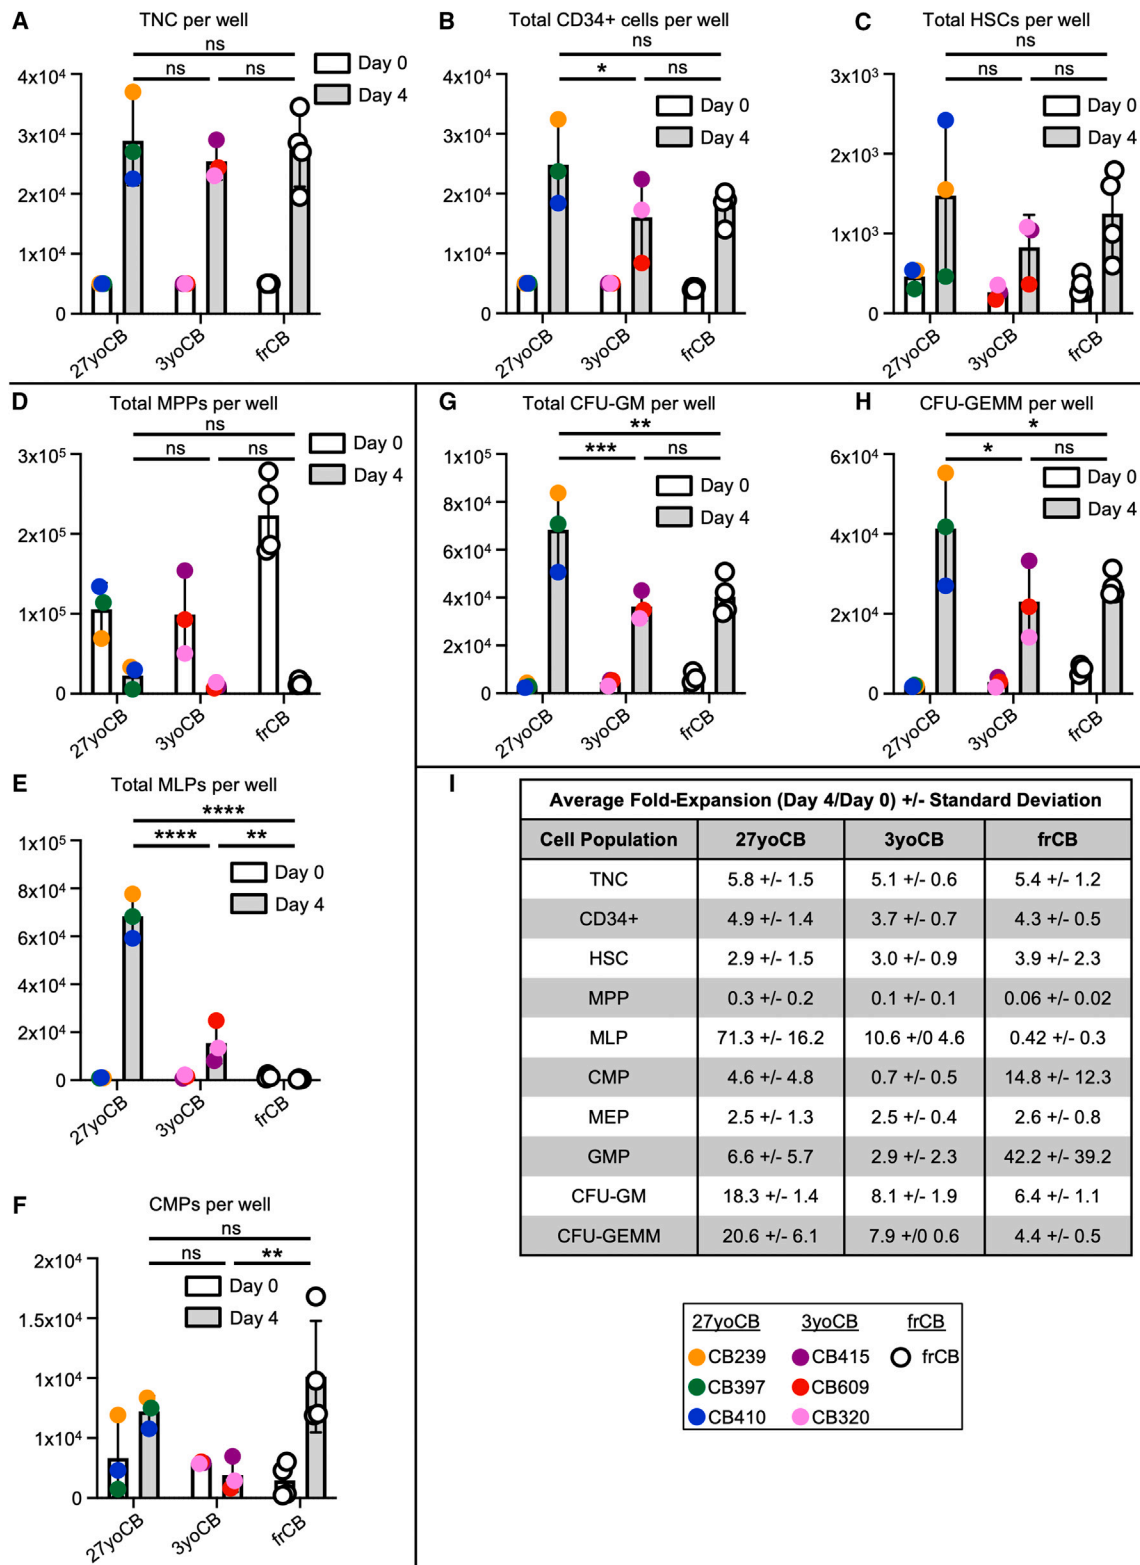 A
TNC per well
ns
ns ns
Day 0
Day 4
4x10⁴
3x10⁴
2x10⁴
1x10⁴
0
27yoCB 3yoCB frCB
B
Total CD34+ cells per well
ns
* ns
Day 0
Day 4
4x10⁴
3x10⁴
2x10⁴
1x10⁴
0
27yoCB 3yoCB frCB
C
Total HSCs per well
ns
ns ns
Day 0
Day 4
3x10³
2x10³
1x10³
0
27yoCB 3yoCB frCB
D
Total MPPs per well
ns
ns ns
Day 0
Day 4
3x10⁵
2x10⁵
1x10⁵
0
27yoCB 3yoCB frCB
G
Total CFU-GM per well
**
*** ns
Day 0
Day 4
1x10⁵
8x10⁴
6x10⁴
4x10⁴
2x10⁴
0
27yoCB 3yoCB frCB
H
CFU-GEMM per well
*
* ns
Day 0
Day 4
6x10⁴
4x10⁴
2x10⁴
0
27yoCB 3yoCB frCB
E
Total MLPs per well
****
**** **
Day 0
Day 4
1x10⁵
8x10⁴
6x10⁴
4x10⁴
2x10⁴
0
27yoCB 3yoCB frCB
F
CMPs per well
ns
ns **
Day 0
Day 4
2x10⁴
1.5x10⁴
1x10⁴
1x10⁴
0
27yoCB 3yoCB frCB
I
Average Fold-Expansion (Day 4/Day 0) +/- Standard Deviation
Cell Population 27yoCB 3yoCB frCB
TNC 5.8 +/- 1.5 5.1 +/- 0.6 5.4 +/- 1.2
CD34+ 4.9 +/- 1.4 3.7 +/- 0.7 4.3 +/- 0.5
HSC 2.9 +/- 1.5 3.0 +/- 0.9 3.9 +/- 2.3
MPP 0.3 +/- 0.2 0.1 +/- 0.1 0.06 +/- 0.02
MLP 71.3 +/- 16.2 10.6 +/0 4.6 0.42 +/- 0.3
CMP 4.6 +/- 4.8 0.7 +/- 0.5 14.8 +/- 12.3
MEP 2.5 +/- 1.3 2.5 +/- 0.4 2.6 +/- 0.8
GMP 6.6 +/- 5.7 2.9 +/- 2.3 42.2 +/- 39.2
CFU-GM 18.3 +/- 1.4 8.1 +/- 1.9 6.4 +/- 1.1
CFU-GEMM 20.6 +/- 6.1 7.9 +/0 0.6 4.4 +/- 0.5
27yoCB 3yoCB frCB
CB239 CB415 frCB
CB397 CB609
CB410 CB320